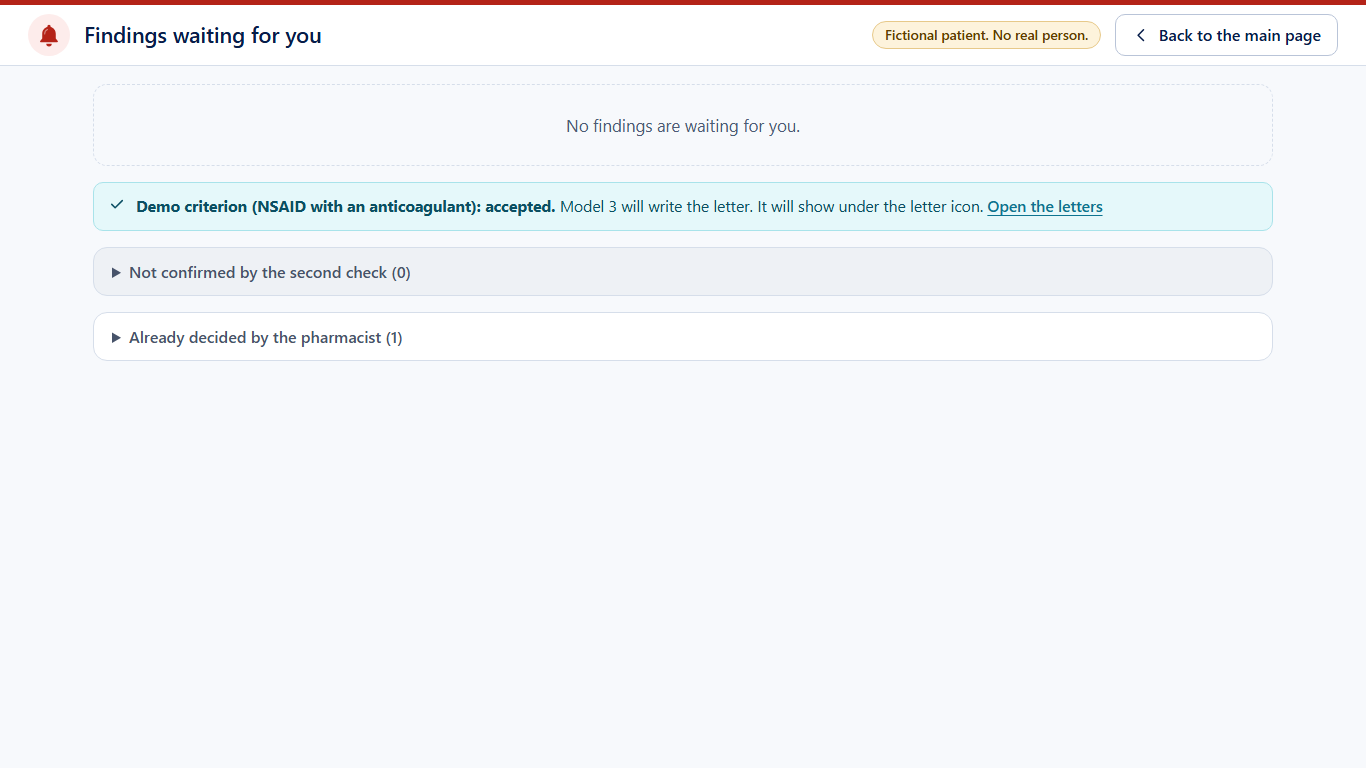 Findings waiting for you
Fictional patient. No real person.
Back to the main page
No findings are waiting for you.
Demo criterion (NSAID with an anticoagulant): accepted. Model 3 will write the letter. It will show under the letter icon. Open the letters
Not confirmed by the second check (0)
Already decided by the pharmacist (1)